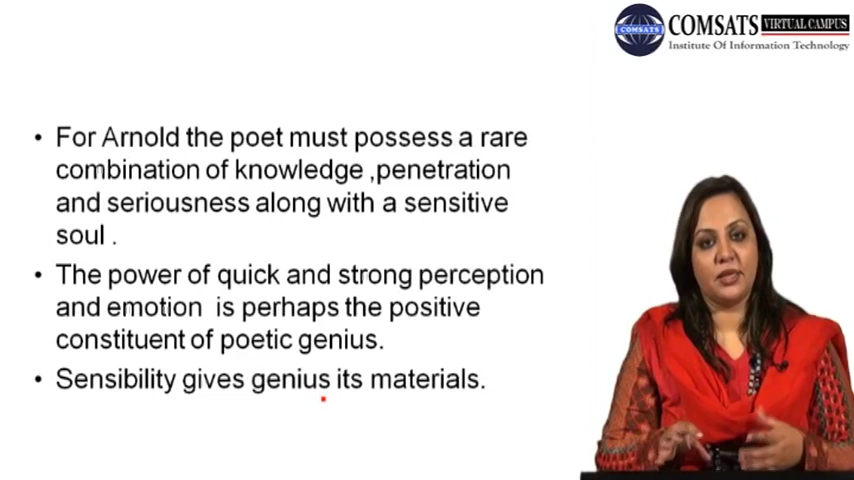 COMSATS VIRTUAL CAMPUS
COMSATS
Institute Of Information Technology
• For Arnold the poet must possess a rare
combination of knowledge ,penetration
and seriousness along with a sensitive
soul .
• The power of quick and strong perception
and emotion is perhaps the positive
constituent of poetic genius.
• Sensibility gives genius its materials.